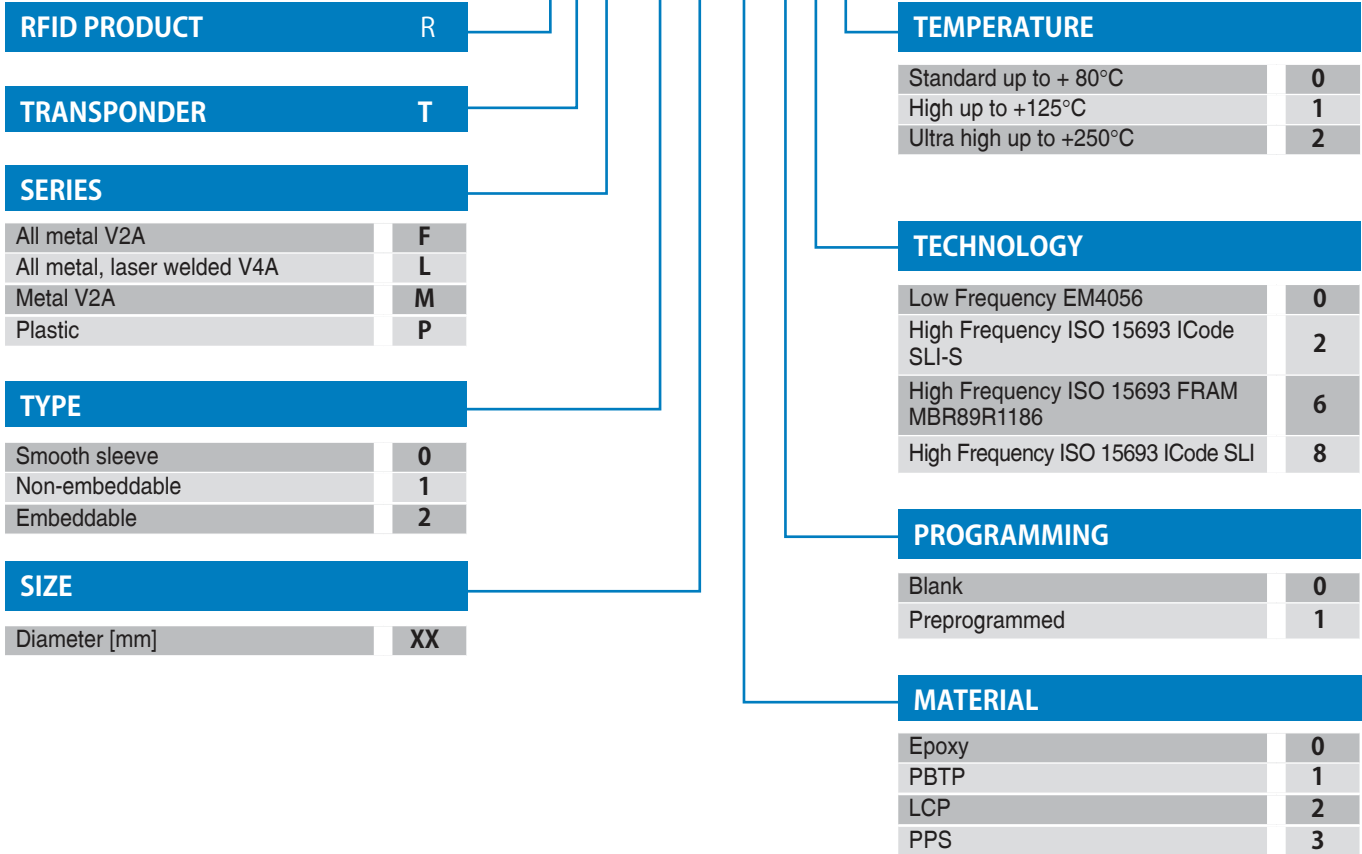 RFID PRODUCT R
TRANSPONDER T
SERIES
All metal V2A F
All metal, laser welded V4A L
Metal V2A M
Plastic P
TYPE
Smooth sleeve 0
Non-embeddable 1
Embeddable 2
SIZE
Diameter [mm] XX
TEMPERATURE
Standard up to + 80°C 0
High up to +125°C 1
Ultra high up to +250°C 2
TECHNOLOGY
Low Frequency EM4056 0
High Frequency ISO 15693 ICode
SLI-S 2
High Frequency ISO 15693 FRAM
MBR89R1186 6
High Frequency ISO 15693 ICode SLI 8
PROGRAMMING
Blank 0
Preprogrammed 1
MATERIAL
Epoxy 0
PBTP 1
LCP 2
PPS 3